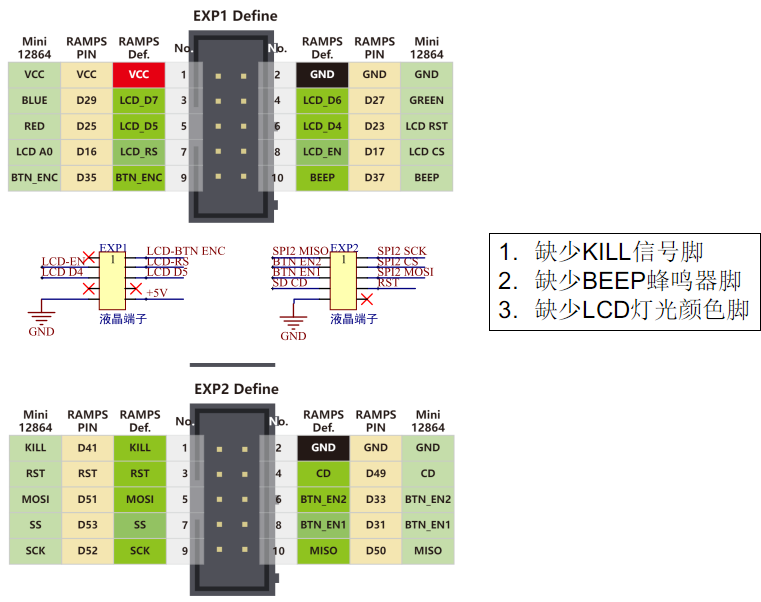 EXP1 Define
Mini 12864 RAMPS PIN RAMPS Def. No. No. RAMPS Def. RAMPS PIN Mini 12864
VCC VCC VCC 1 2 GND GND GND
BLUE D29 LCD_D7 3 4 LCD_D6 D27 GREEN
RED D25 LCD_D5 5 6 LCD_D4 D23 LCD RST
LCD A0 D16 LCD_RS 7 8 LCD_EN D17 LCD CS
BTN_ENC D35 BTN_ENC 9 10 BEEP D37 BEEP
EXP1
1
LCD-BTN ENC
LCD-EN LCD-RS
LCD D4 LCD D5
+5V
GND
液晶端子
EXP2
1
SPI2 MISO SPI2 SCK
BTN EN2 SPI2 CS
BTN EN1 SPI2 MOSI
SD CD RST
GND
液晶端子
1. 缺少KILL信号脚
2. 缺少BEEP蜂鸣器脚
3. 缺少LCD灯光颜色脚
EXP2 Define
Mini 12864 RAMPS PIN RAMPS Def. No. No. RAMPS Def. RAMPS PIN Mini 12864
KILL D41 KILL 1 2 GND GND GND
RST RST RST 3 4 CD D49 CD
MOSI D51 MOSI 5 6 BTN_EN2 D33 BTN_EN2
SS D53 SS 7 8 BTN_EN1 D31 BTN_EN1
SCK D52 SCK 9 10 MISO D50 MISO